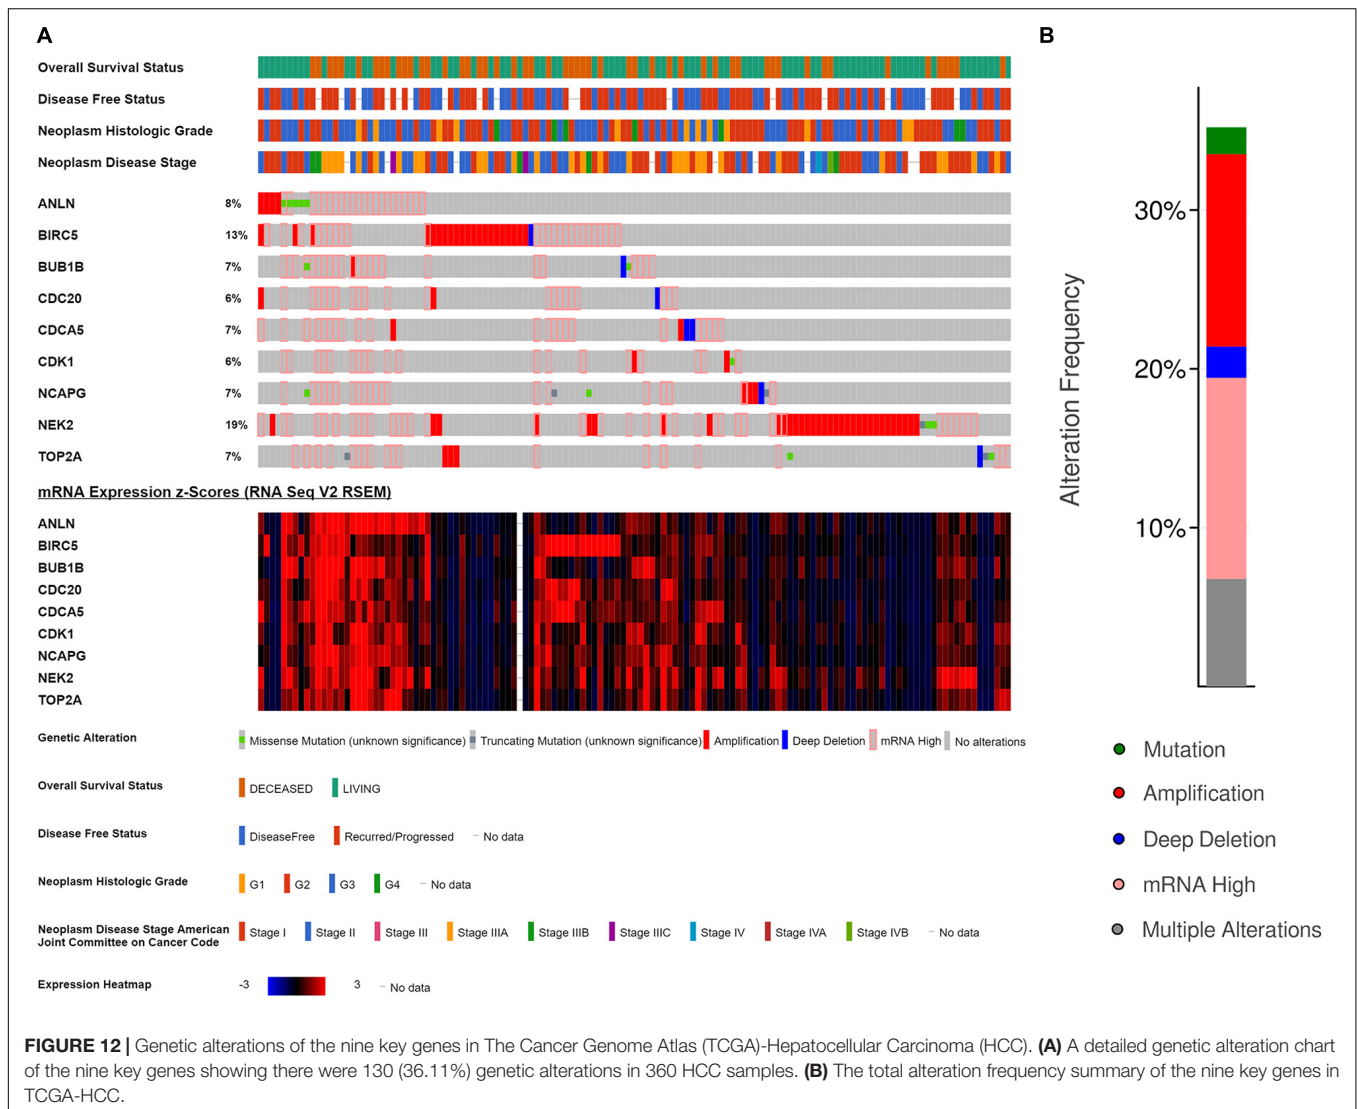 A
B
Overall Survival Status
Disease Free Status
Neoplasm Histologic Grade
Neoplasm Disease Stage
ANLN 8%
BIRC5 13%
BUB1B 7%
CDC20 6%
CDCA5 7%
CDK1 6%
NCAPG 7%
NEK2 19%
TOP2A 7%
mRNA Expression z-Scores (RNA Seq V2 RSEM)
ANLN
BIRC5
BUB1B
CDC20
CDCA5
CDK1
NCAPG
NEK2
TOP2A
Genetic Alteration Missense Mutation (unknown significance) Truncating Mutation (unknown significance) Amplification Deep Deletion mRNA High No alterations
Overall Survival Status DECEASED LIVING
Disease Free Status DiseaseFree Recurred/Progressed No data
Neoplasm Histologic Grade G1 G2 G3 G4 No data
Neoplasm Disease Stage American
Joint Committee on Cancer Code
Stage I Stage II Stage III Stage IIIA Stage IIIB Stage IIIC Stage IV Stage IVA Stage IVB No data
Expression Heatmap -3 3 No data
Alteration Frequency
30%
20%
10%
Mutation
Amplification
Deep Deletion
mRNA High
Multiple Alterations
FIGURE 12 | Genetic alterations of the nine key genes in The Cancer Genome Atlas (TCGA)-Hepatocellular Carcinoma (HCC). (A) A detailed genetic alteration chart
of the nine key genes showing there were 130 (36.11%) genetic alterations in 360 HCC samples. (B) The total alteration frequency summary of the nine key genes in
TCGA-HCC.